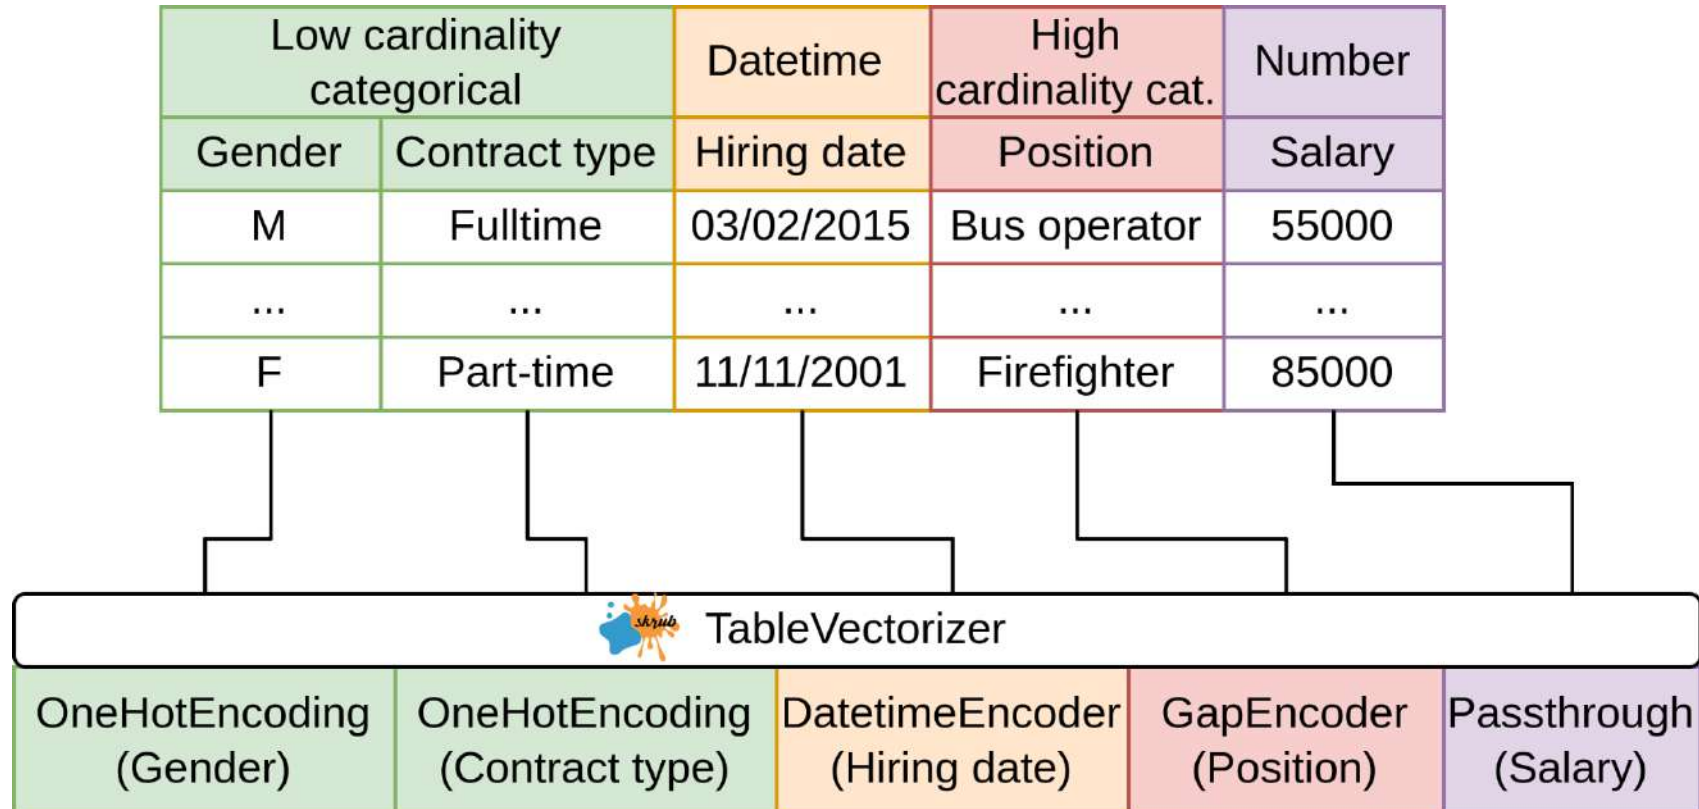 Low cardinality
categorical
Datetime
High
cardinality cat.
Number
Gender
Contract type
Hiring date
Position
Salary
M
Fulltime
03/02/2015
Bus operator
55000
...
...
...
...
...
F
Part-time
11/11/2001
Firefighter
85000
skrub
TableVectorizer
OneHotEncoding
(Gender)
OneHotEncoding
(Contract type)
DatetimeEncoder
(Hiring date)
GapEncoder
(Position)
Passthrough
(Salary)